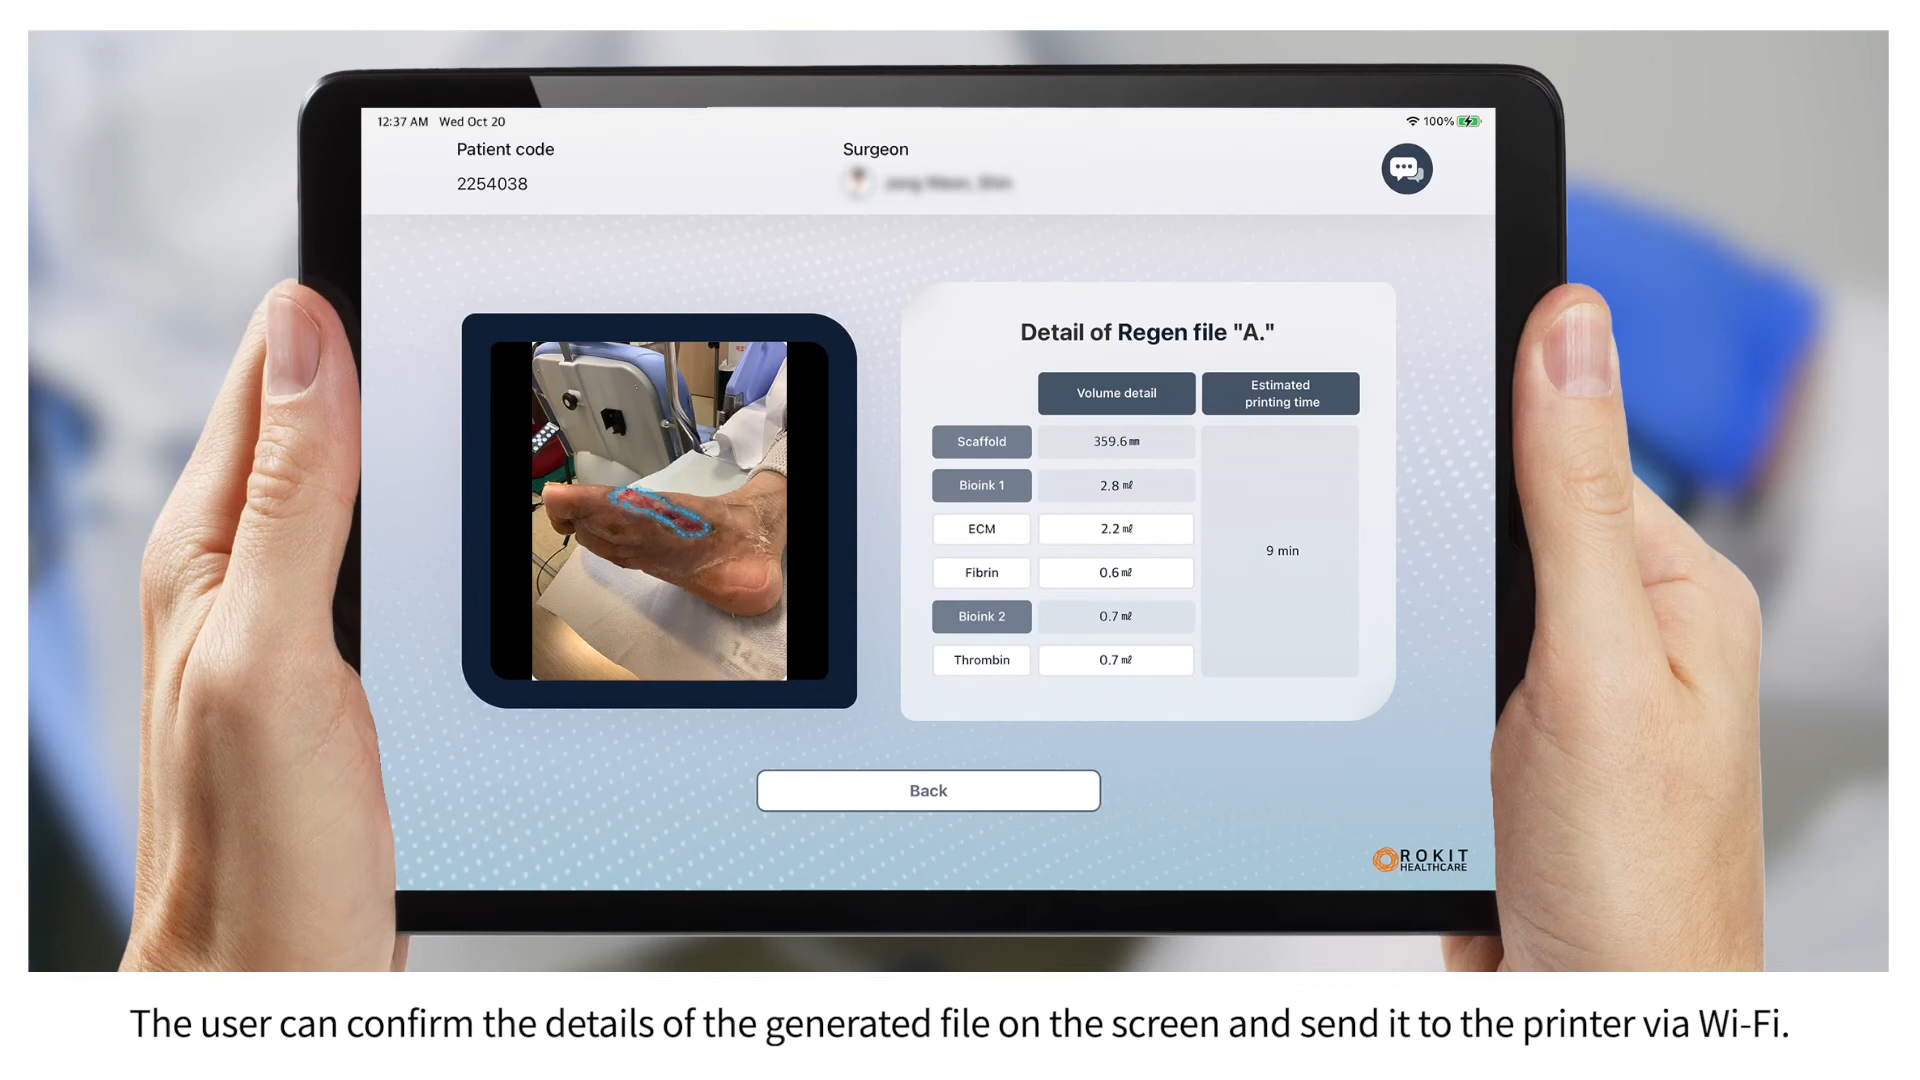 12:37 AM Wed Oct 20
100%
Patient code
2254038
Surgeon
Detail of Regen file "A."
Volume detail
Estimated
printing time
Scaffold 359.6 ㎜
Bioink 1 2.8 ㎖
ECM 2.2 ㎖
Fibrin 0.6 ㎖
9 min
Bioink 2 0.7 ㎖
Thrombin 0.7 ㎖
Back
ROKIT
HEALTHCARE
The user can confirm the details of the generated file on the screen and send it to the printer via Wi-Fi.